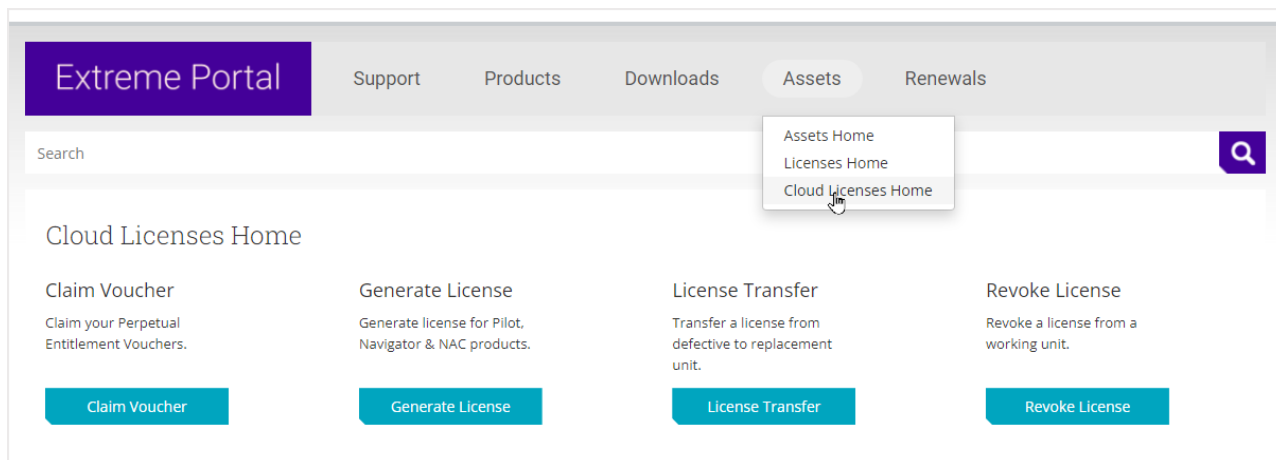 Extreme Portal
Support Products Downloads Assets Renewals
Assets Home
Licenses Home
Cloud Licenses Home
Search
Cloud Licenses Home
Claim Voucher
Claim your Perpetual
Entitlement Vouchers.
Claim Voucher
Generate License
Generate license for Pilot,
Navigator & NAC products.
Generate License
License Transfer
Transfer a license from
defective to replacement
unit.
License Transfer
Revoke License
Revoke a license from a
working unit.
Revoke License